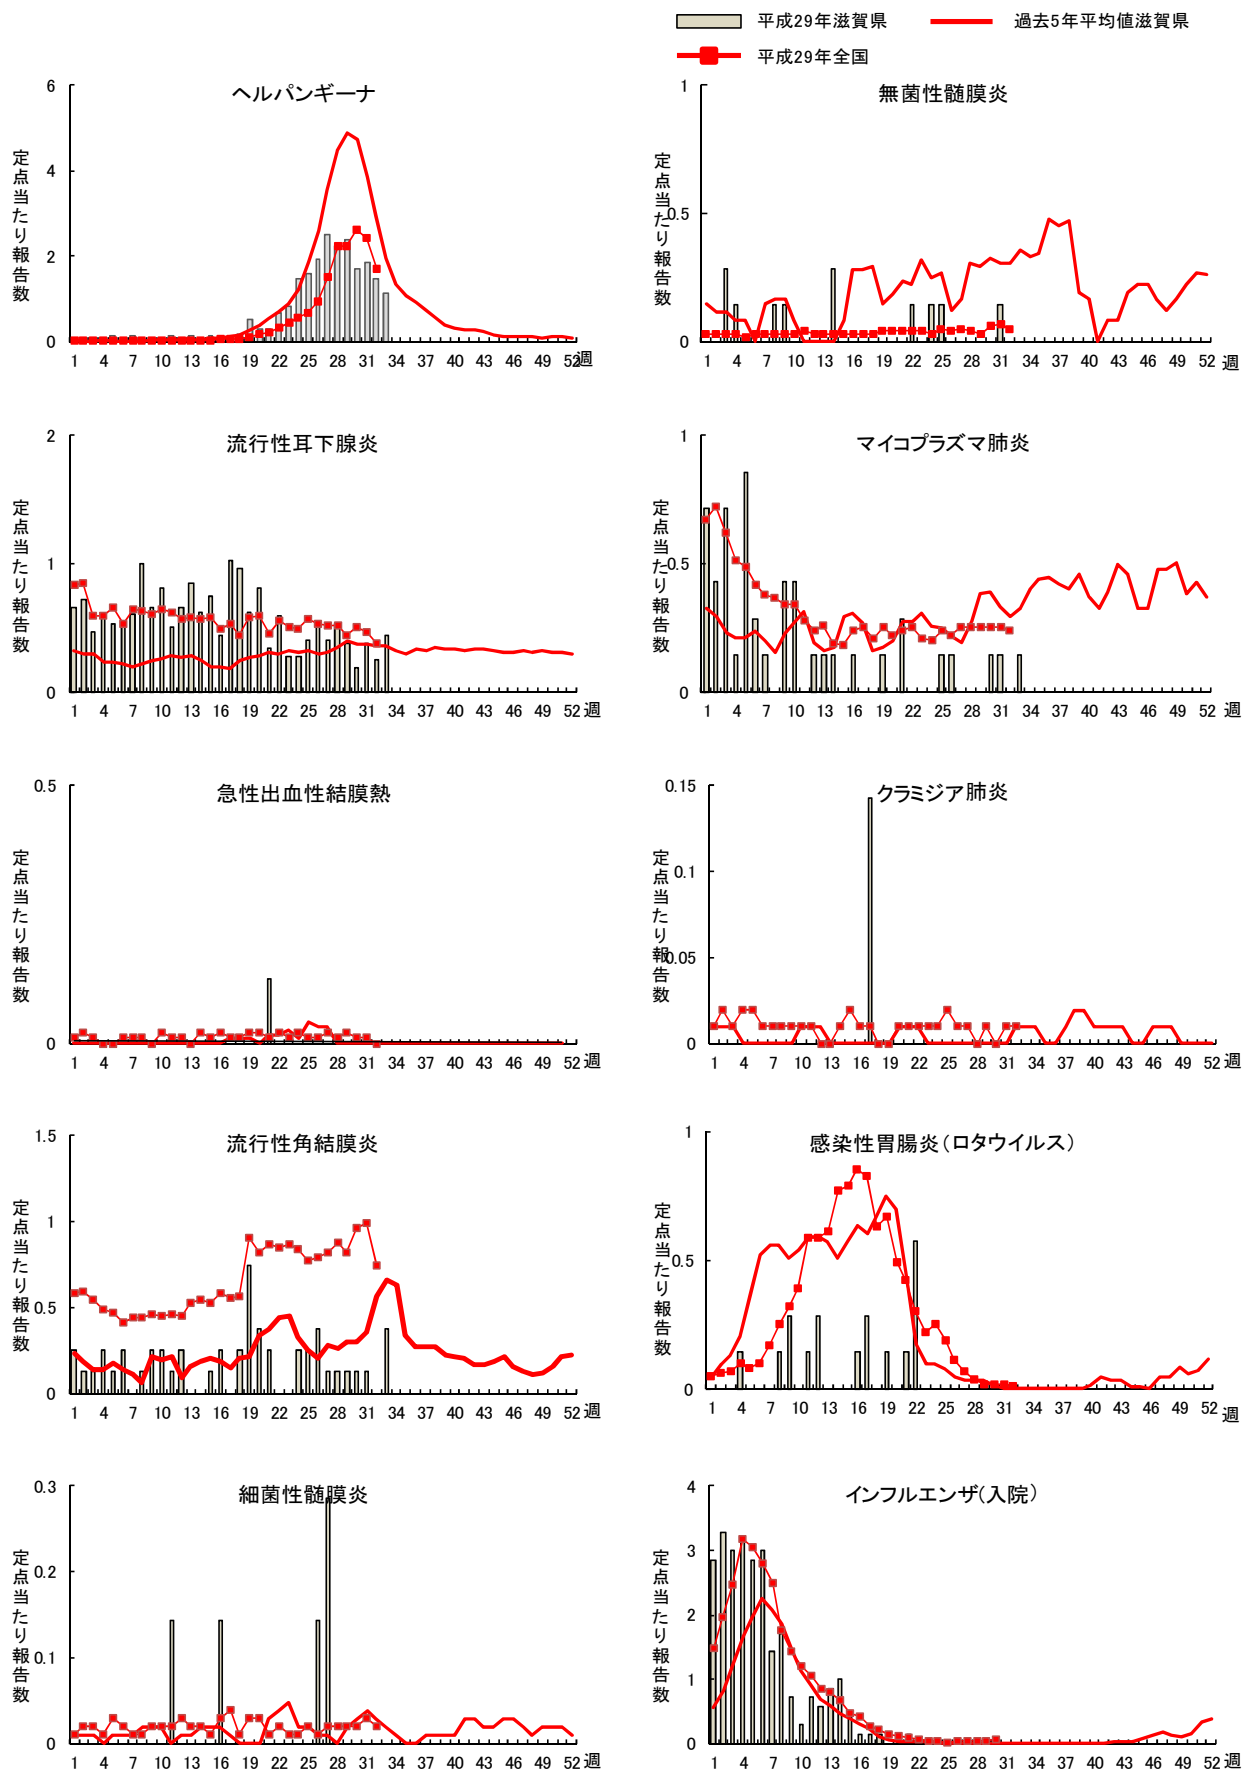 平成29年滋賀県 過去5年平均値滋賀県
平成29年全国
ヘルパンギーナ
定点当たり報告数
6
4
2
0
1 4 7 10 13 16 19 22 25 28 31 34 37 40 43 46 49 52週
無菌性髄膜炎
定点当たり報告数
1
0.5
0
1 4 7 10 13 16 19 22 25 28 31 34 37 40 43 46 49 52 週
流行性耳下腺炎
定点当たり報告数
2
1
0
1 4 7 10 13 16 19 22 25 28 31 34 37 40 43 46 49 52 週
マイコプラズマ肺炎
定点当たり報告数
1
0.5
0
1 4 7 10 13 16 19 22 25 28 31 34 37 40 43 46 49 52 週
急性出血性結膜熱
定点当たり報告数
0.5
0
1 4 7 10 13 16 19 22 25 28 31 34 37 40 43 46 49 52 週
クラミジア肺炎
定点当たり報告数
0.15
0.1
0.05
0
1 4 7 10 13 16 19 22 25 28 31 34 37 40 43 46 49 52 週
流行性角結膜炎
定点当たり報告数
1.5
1
0.5
0
1 4 7 10 13 16 19 22 25 28 31 34 37 40 43 46 49 52 週
感染性胃腸炎(ロタウイルス)
定点当たり報告数
1
0.5
0
1 4 7 10 13 16 19 22 25 28 31 34 37 40 43 46 49 52 週
細菌性髄膜炎
定点当たり報告数
0.3
0.2
0.1
0
1 4 7 10 13 16 19 22 25 28 31 34 37 40 43 46 49 52 週
インフルエンザ(入院)
定点当たり報告数
4
3
2
1
0
1 4 7 10 13 16 19 22 25 28 31 34 37 40 43 46 49 52 週